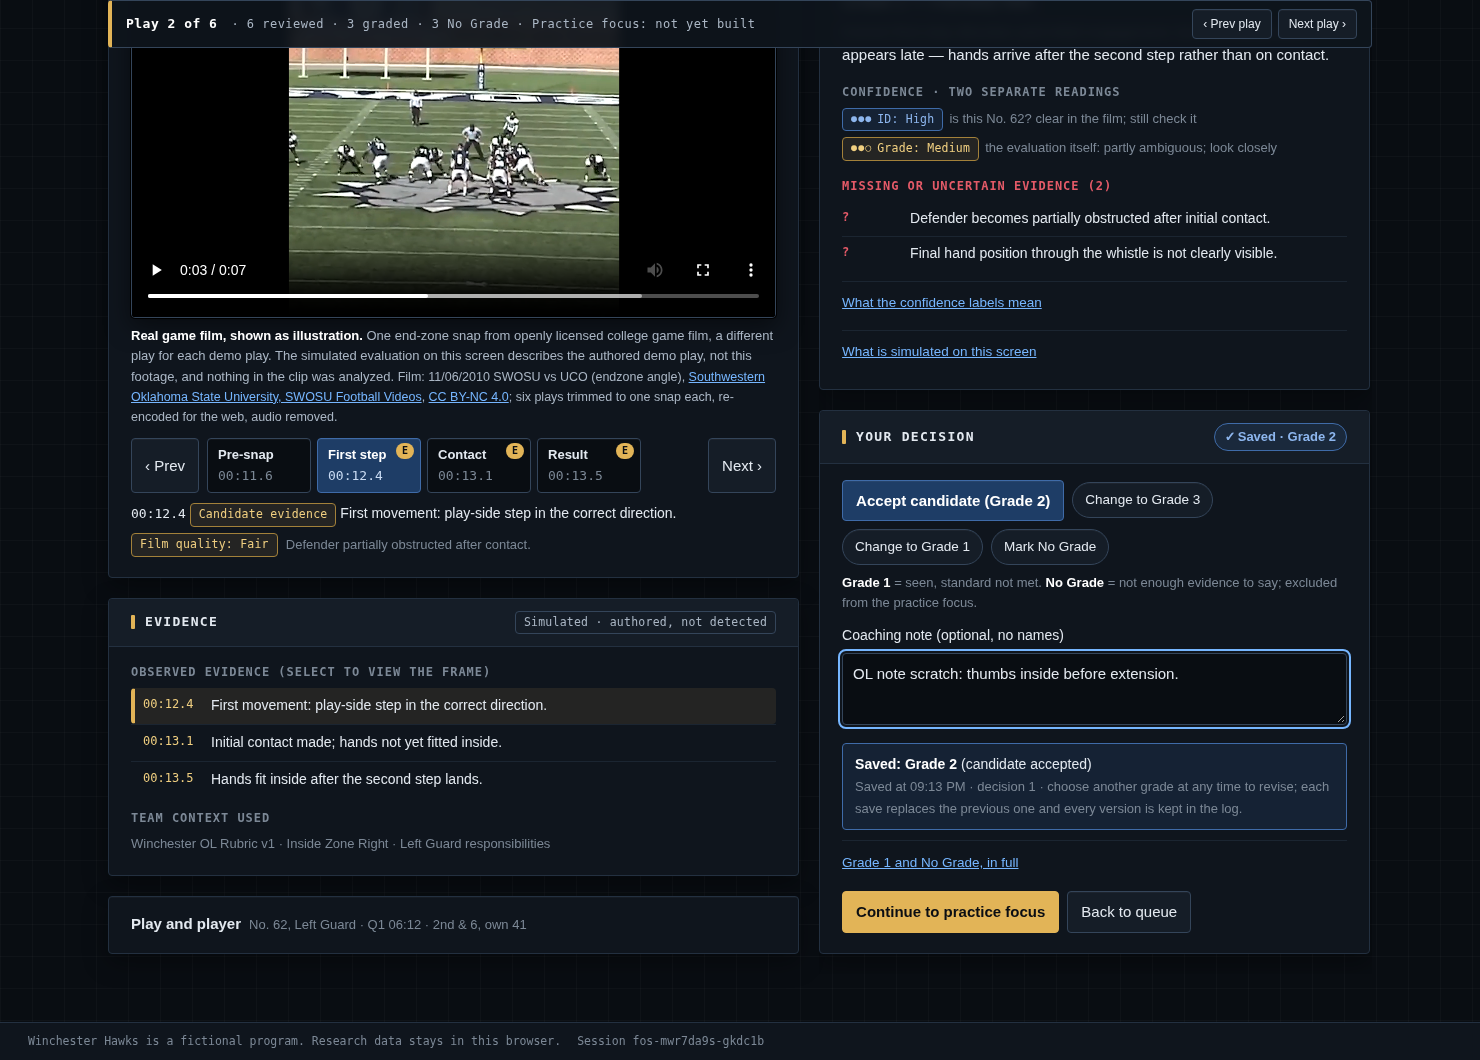 Play 2 of 6 · 6 reviewed · 3 graded · 3 No Grade · Practice focus: not yet built
‹ Prev play
Next play ›
0:03 / 0:07
Real game film, shown as illustration. One end-zone snap from openly licensed college game film, a different
play for each demo play. The simulated evaluation on this screen describes the authored demo play, not this
footage, and nothing in the clip was analyzed. Film: 11/06/2010 SWOSU vs UCO (endzone angle), Southwestern
Oklahoma State University, SWOSU Football Videos, CC BY-NC 4.0; six plays trimmed to one snap each, re-
encoded for the web, audio removed.
‹ Prev
Pre-snap
00:11.6
First step E
00:12.4
Contact E
00:13.1
Result E
00:13.5
Next ›
00:12.4 Candidate evidence First movement: play-side step in the correct direction.
Film quality: Fair Defender partially obstructed after contact.
EVIDENCE
Simulated · authored, not detected
OBSERVED EVIDENCE (SELECT TO VIEW THE FRAME)
00:12.4 First movement: play-side step in the correct direction.
00:13.1 Initial contact made; hands not yet fitted inside.
00:13.5 Hands fit inside after the second step lands.
TEAM CONTEXT USED
Winchester OL Rubric v1 · Inside Zone Right · Left Guard responsibilities
Play and player No. 62, Left Guard · Q1 06:12 · 2nd & 6, own 41
appears late — hands arrive after the second step rather than on contact.
CONFIDENCE · TWO SEPARATE READINGS
●●● ID: High is this No. 62? clear in the film; still check it
●●○ Grade: Medium the evaluation itself: partly ambiguous; look closely
MISSING OR UNCERTAIN EVIDENCE (2)
? Defender becomes partially obstructed after initial contact.
? Final hand position through the whistle is not clearly visible.
What the confidence labels mean
What is simulated on this screen
YOUR DECISION
✓ Saved · Grade 2
Accept candidate (Grade 2)
Change to Grade 3
Change to Grade 1
Mark No Grade
Grade 1 = seen, standard not met. No Grade = not enough evidence to say; excluded
from the practice focus.
Coaching note (optional, no names)
OL note scratch: thumbs inside before extension.
Saved: Grade 2 (candidate accepted)
Saved at 09:13 PM · decision 1 · choose another grade at any time to revise; each
save replaces the previous one and every version is kept in the log.
Grade 1 and No Grade, in full
Continue to practice focus
Back to queue
Winchester Hawks is a fictional program. Research data stays in this browser. Session fos-mwr7da9s-gkdc1b